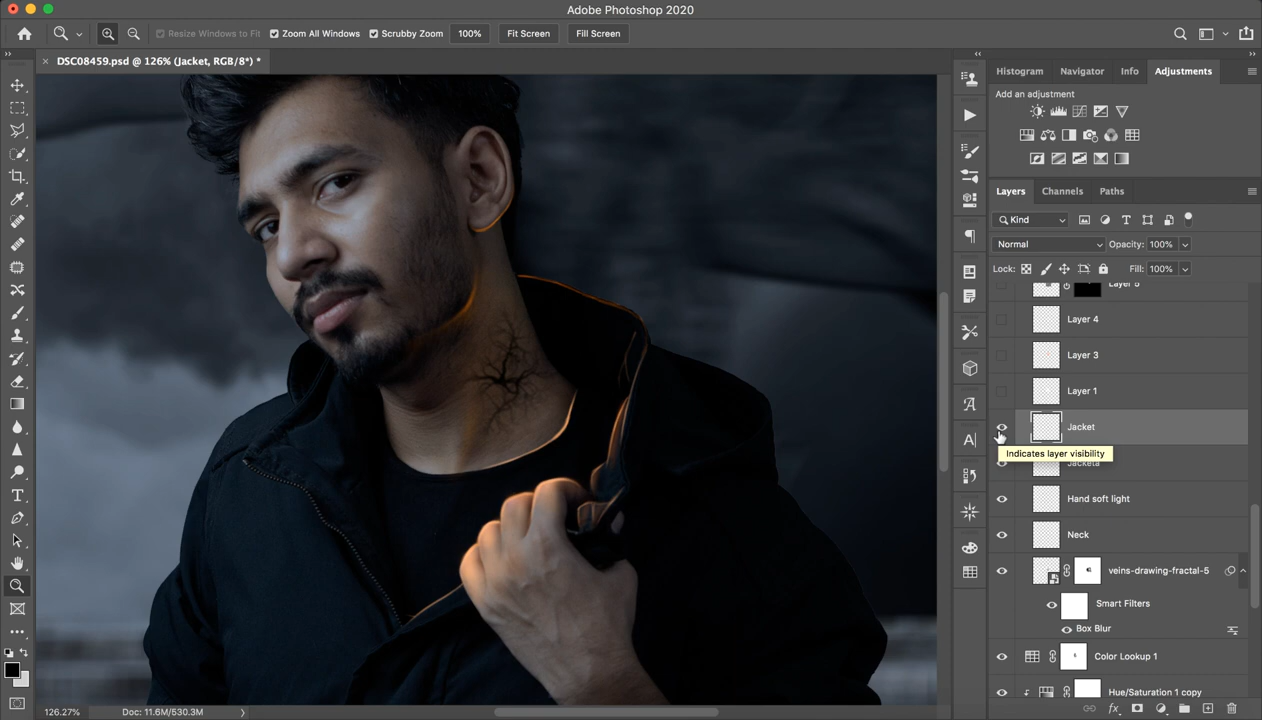 Adobe Photoshop 2020
Resize Windows to Fit Zoom All Windows Scrubby Zoom 100% Fit Screen Fill Screen
DSC08459.psd @ 126% (Jacket, RGB/8*) *
Histogram Navigator Info Adjustments
Add an adjustment
Layers Channels Paths
Kind
Normal Opacity: 100%
Lock: Fill: 100%
Layer 5
Layer 4
Layer 3
Layer 1
Jacket
Indicates layer visibility
Jacketa
Hand soft light
Neck
veins-drawing-fractal-5
Smart Filters
Box Blur
Color Lookup 1
Hue/Saturation 1 copy
126.27% Doc: 11.6M/530.3M